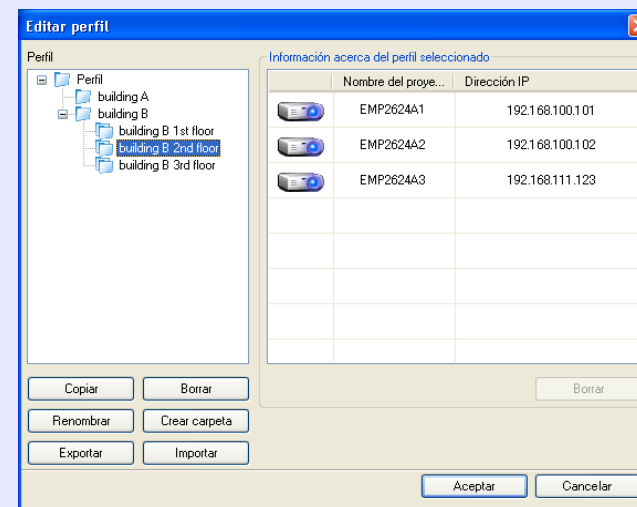 Editar perfil
Perfil
Perfil
building A
building B
building B 1st floor
building B 2nd floor
building B 3rd floor
Información acerca del perfil seleccionado
Nombre del proye... Dirección IP
EMP2624A1 192.168.100.101
EMP2624A2 192.168.100.102
EMP2624A3 192.168.111.123
Copiar Borrar Borrar
Renombrar Crear carpeta
Exportar Importar
Aceptar Cancelar